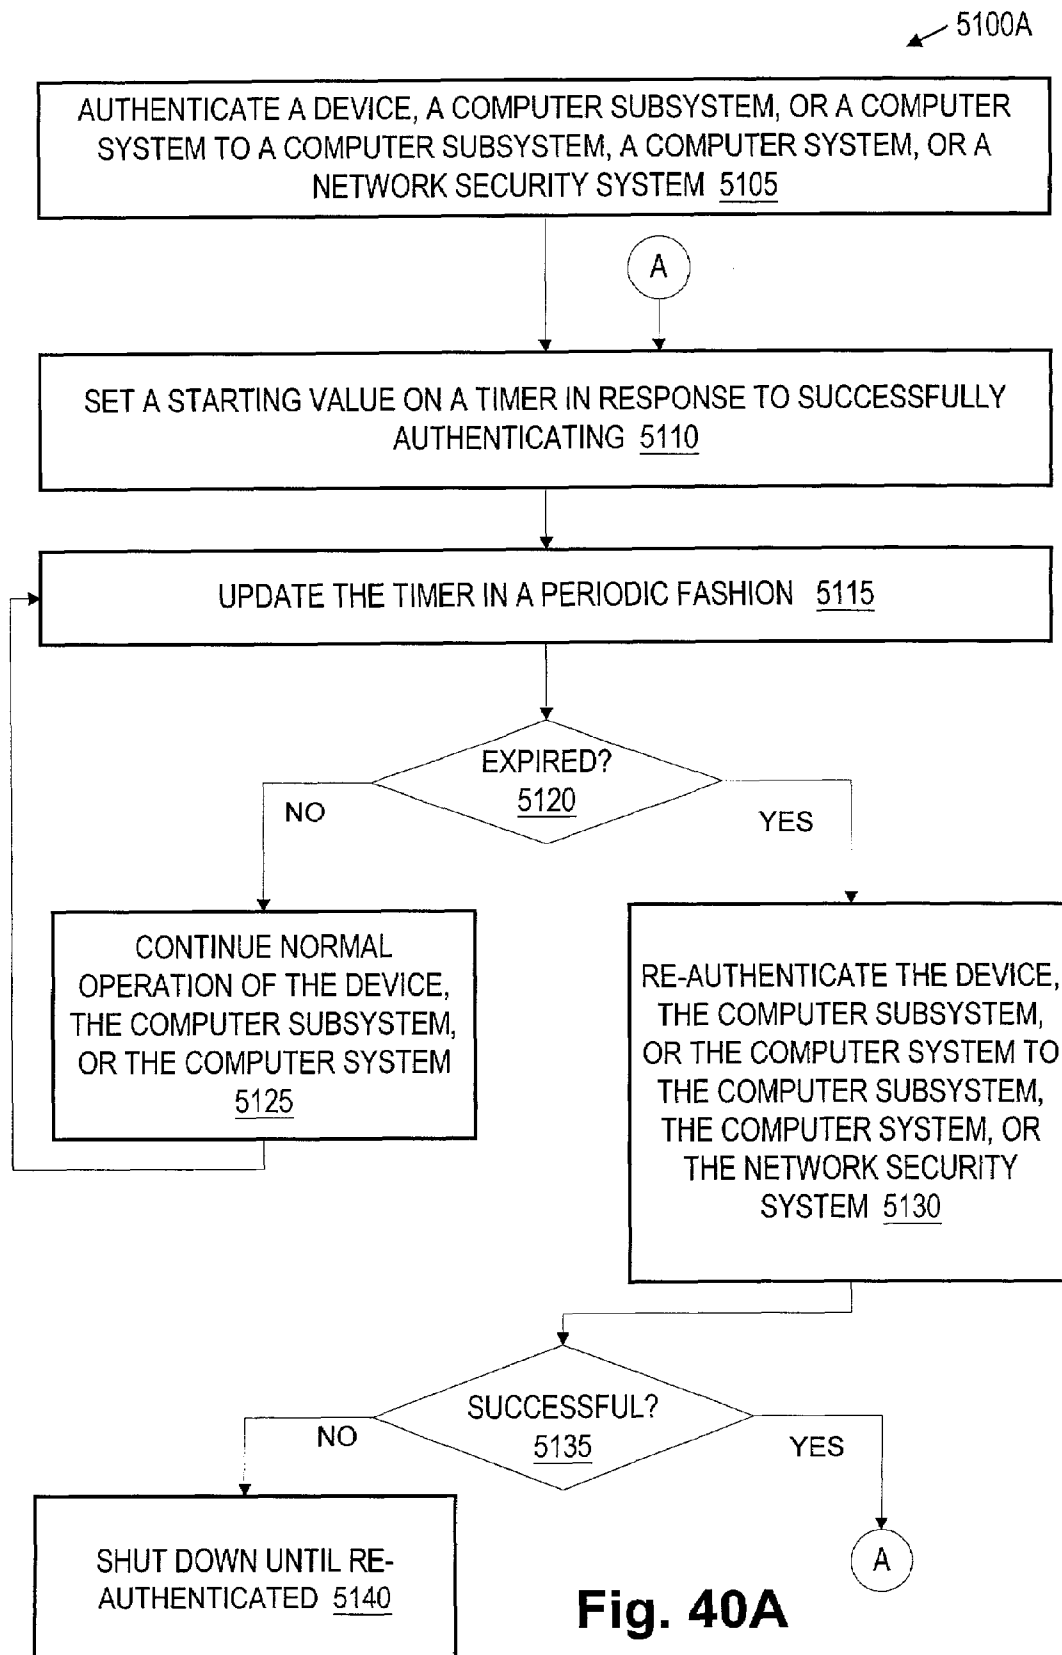 5100A
AUTHENTICATE A DEVICE, A COMPUTER SUBSYSTEM, OR A COMPUTER
SYSTEM TO A COMPUTER SUBSYSTEM, A COMPUTER SYSTEM, OR A
NETWORK SECURITY SYSTEM 5105
A
SET A STARTING VALUE ON A TIMER IN RESPONSE TO SUCCESSFULLY
AUTHENTICATING 5110
UPDATE THE TIMER IN A PERIODIC FASHION 5115
EXPIRED?
5120
NO
YES
CONTINUE NORMAL
OPERATION OF THE DEVICE,
THE COMPUTER SUBSYSTEM,
OR THE COMPUTER SYSTEM
5125
RE-AUTHENTICATE THE DEVICE,
THE COMPUTER SUBSYSTEM,
OR THE COMPUTER SYSTEM TO
THE COMPUTER SUBSYSTEM,
THE COMPUTER SYSTEM, OR
THE NETWORK SECURITY
SYSTEM 5130
SUCCESSFUL?
5135
NO
YES
SHUT DOWN UNTIL RE-
AUTHENTICATED 5140
A
Fig. 40A